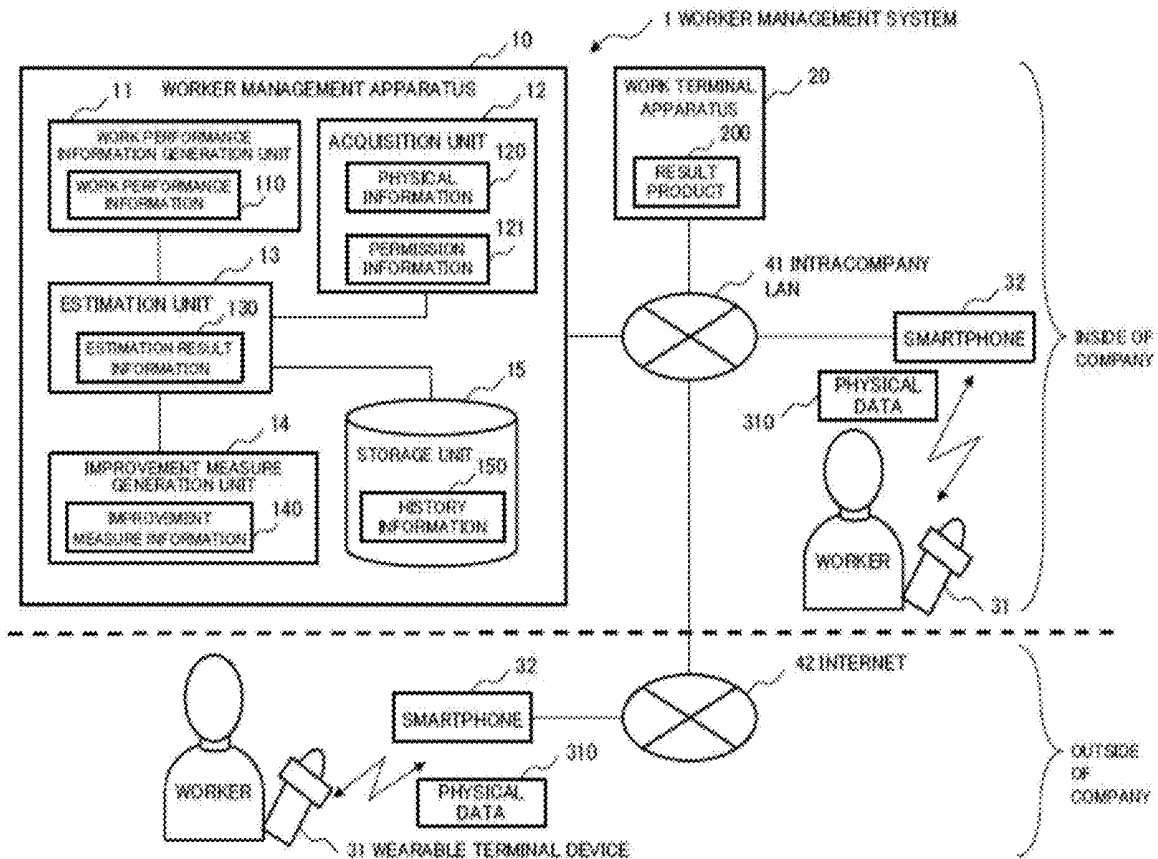 1 WORKER MANAGEMENT SYSTEM
10
WORKER MANAGEMENT APPARATUS
11
WORK PERFORMANCE
INFORMATION GENERATION UNIT
WORK PERFORMANCE
INFORMATION
110
12
ACQUISITION UNIT
120
PHYSICAL
INFORMATION
121
PERMISSION
INFORMATION
13
ESTIMATION UNIT
130
ESTIMATION RESULT
INFORMATION
14
IMPROVEMENT MEASURE
GENERATION UNIT
IMPROVEMENT
MEASURE INFORMATION
140
15
STORAGE UNIT
150
HISTORY
INFORMATION
20
WORK TERMINAL
APPARATUS
200
RESULT
PRODUCT
41 INTRACOMPANY
LAN
32
SMARTPHONE
310
PHYSICAL
DATA
WORKER
31
INSIDE OF
COMPANY
42 INTERNET
32
SMARTPHONE
310
PHYSICAL
DATA
WORKER
31 WEARABLE TERMINAL DEVICE
OUTSIDE
OF
COMPANY